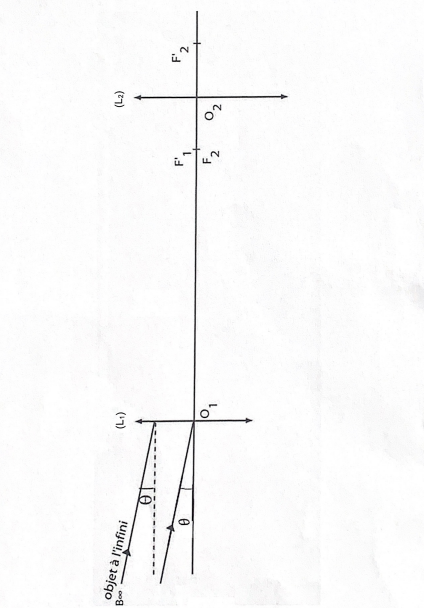 objet à l'infini
B∞
θ
θ
(L₁)
O₁
F'₁
F₂
(L₂)
O₂
F'₂